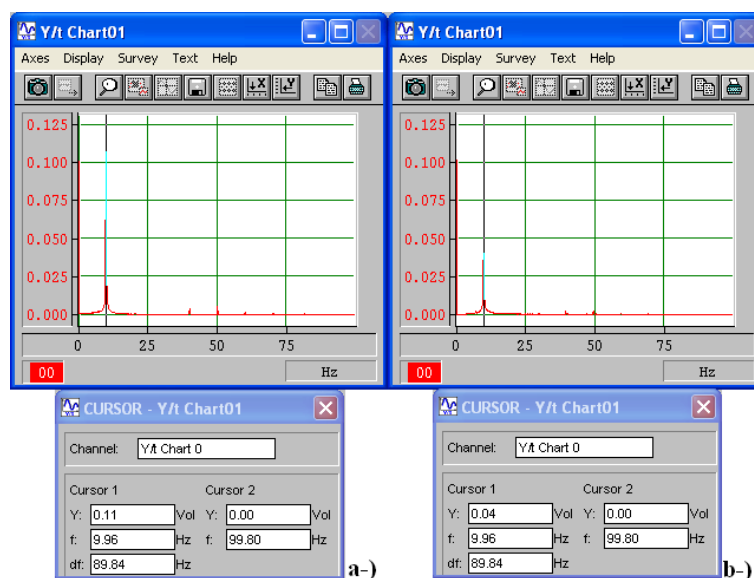 Y/t Chart01
Axes Display Survey Text Help
0.125
0.100
0.075
0.050
0.025
0.000
0 25 50 75
00 Hz
CURSOR - Y/t Chart01
Channel: Y/t Chart 0
Cursor 1 Cursor 2
Y: 0.11 Vol Y: 0.00 Vol
f: 9.96 Hz f: 99.80 Hz
df: 89.84 Hz
a-)
Y/t Chart01
Axes Display Survey Text Help
0.125
0.100
0.075
0.050
0.025
0.000
0 25 50 75
00 Hz
CURSOR - Y/t Chart01
Channel: Y/t Chart 0
Cursor 1 Cursor 2
Y: 0.04 Vol Y: 0.00 Vol
f: 9.96 Hz f: 99.80 Hz
df: 89.84 Hz
b-)